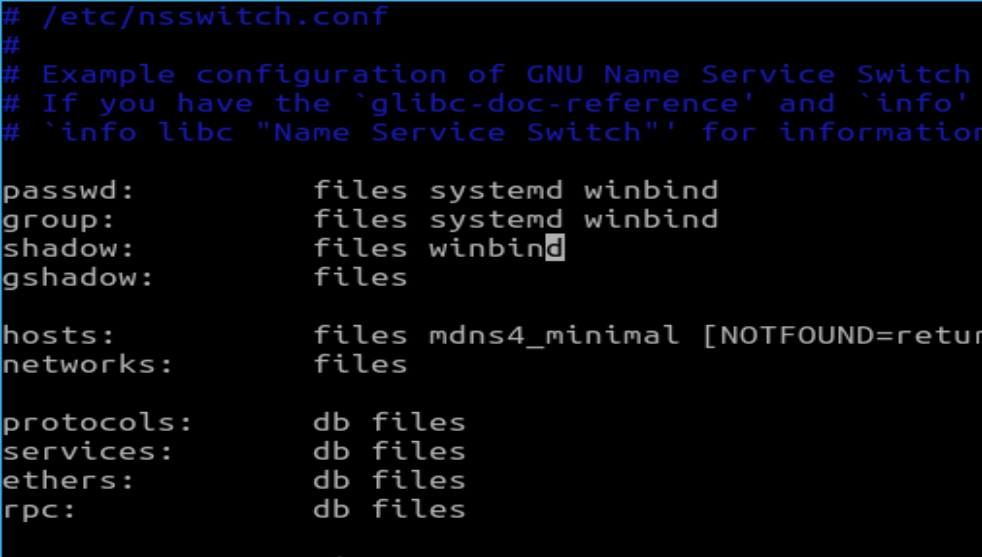 # /etc/nsswitch.conf
#
# Example configuration of GNU Name Service Switch
# If you have the `glibc-doc-reference' and `info'
# `info libc "Name Service Switch"' for information
passwd: files systemd winbind
group: files systemd winbind
shadow: files winbind
gshadow: files
hosts: files mdns4_minimal [NOTFOUND=retur
networks: files
protocols: db files
services: db files
ethers: db files
rpc: db files